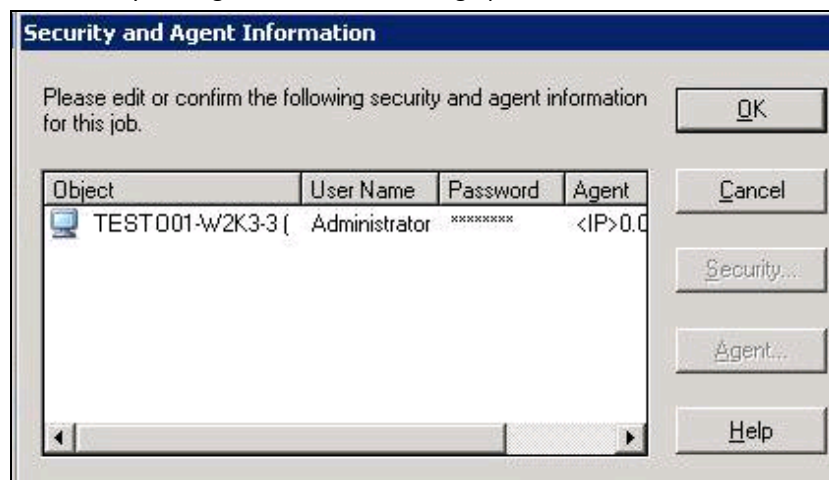 Security and Agent Information
Please edit or confirm the following security and agent information
for this job.
OK
Object User Name Password Agent
Cancel
TESTO01-W2K3-3 ( Administrator ******** <IP>0.0
Security...
Agent...
Help